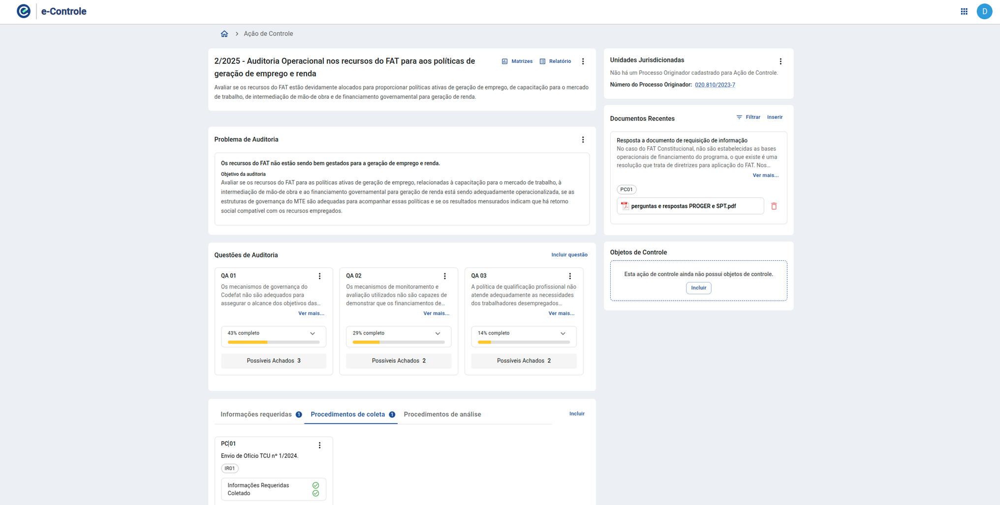 e-Controle
D
Ação de Controle
2/2025 - Auditoria Operacional nos recursos do FAT para aos políticas de
geração de emprego e renda
Matrizes
Relatório
Avaliar se os recursos do FAT estão devidamente alocados para proporcionar políticas ativas de geração de emprego, de capacitação para o mercado
de trabalho, de intermediação de mão-de obra e de financiamento governamental para geração de renda.
Problema de Auditoria
Os recursos do FAT não estão sendo bem gestados para a geração de emprego e renda.
Objetivo da auditoria
Avaliar se os recursos do FAT para as políticas ativas de geração de emprego, relacionadas à capacitação para o mercado de trabalho, à
intermediação de mão-de obra e ao financiamento governamental para geração de renda está sendo adequadamente operacionalizada, se as
estruturas de governança do MTE são adequadas para acompanhar essas políticas e se os resultados mensurados indicam que há retorno
social compatível com os recursos empregados.
Questões de Auditoria
Incluir questão
QA 01
Os mecanismos de governança do
Codefat não são adequados para
assegurar o alcance dos objetivos das...
Ver mais...
43% completo
Possíveis Achados 3
QA 02
Os mecanismos de monitoramento e
avaliação utilizados não são capazes de
demonstrar que os financiamentos de...
Ver mais...
29% completo
Possíveis Achados 2
QA 03
A política de qualificação profissional não
atende adequadamente as necessidades
dos trabalhadores desempregados...
Ver mais...
14% completo
Possíveis Achados 2
Informações requeridas 1
Procedimentos de coleta 1
Procedimentos de análise
Incluir
PC01
Envio de Ofício TCU nº 1/2024.
IR01
Informações Requeridas
Coletado
Unidades Jurisdicionadas
Não há um Processo Originador cadastrado para Ação de Controle.
Número do Processo Originador: 020.810/2023-7
Documentos Recentes
Filtrar
Inserir
Resposta a documento de requisição de informação
No caso do FAT Constitucional, não são estabelecidas as bases
operacionais de financiamento do programa, o que existe é uma
resolução que trata de diretrizes para aplicação do FAT. Nos...
Ver mais...
PC01
perguntas e respostas PROGER e SPT.pdf
Objetos de Controle
Esta ação de controle ainda não possui objetos de controle.
Incluir